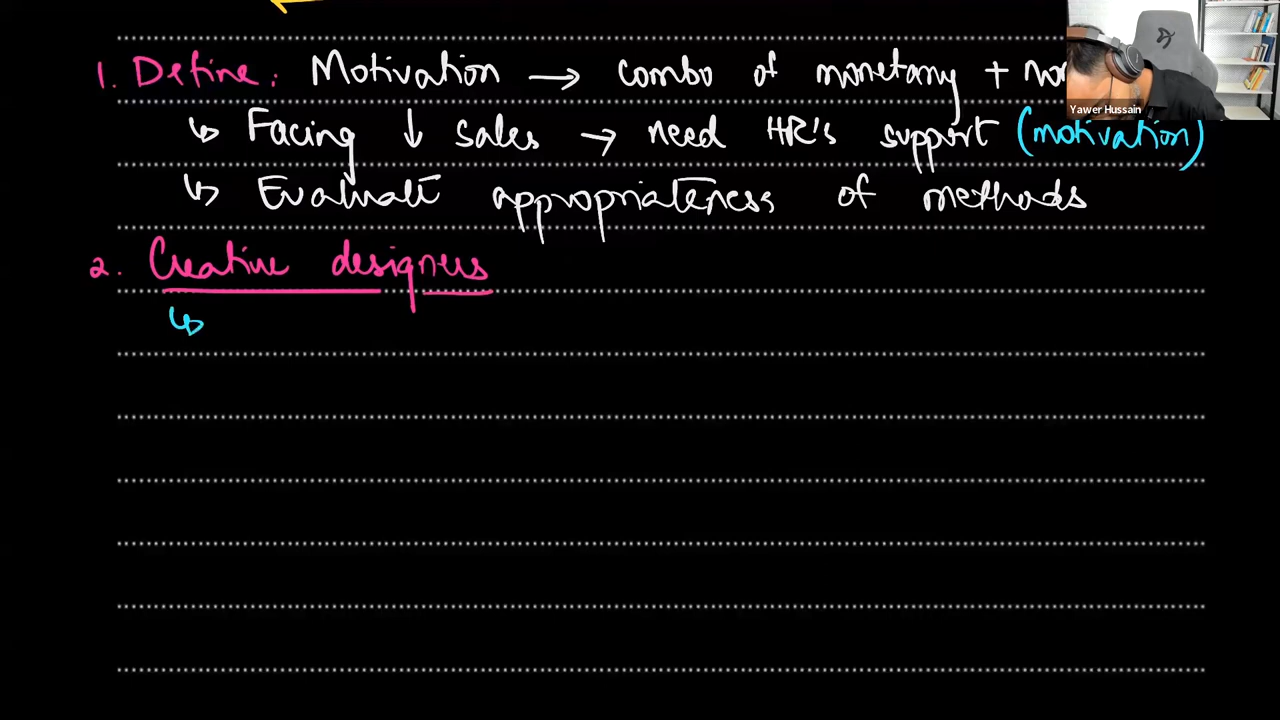 1. Define: Motivation → combo of monetary +
Yawer Hussain
↳ Facing ↓ sales → need HR's support (motivation)
↳ Evaluate appropriateness of methods
2. Creative designers
↳